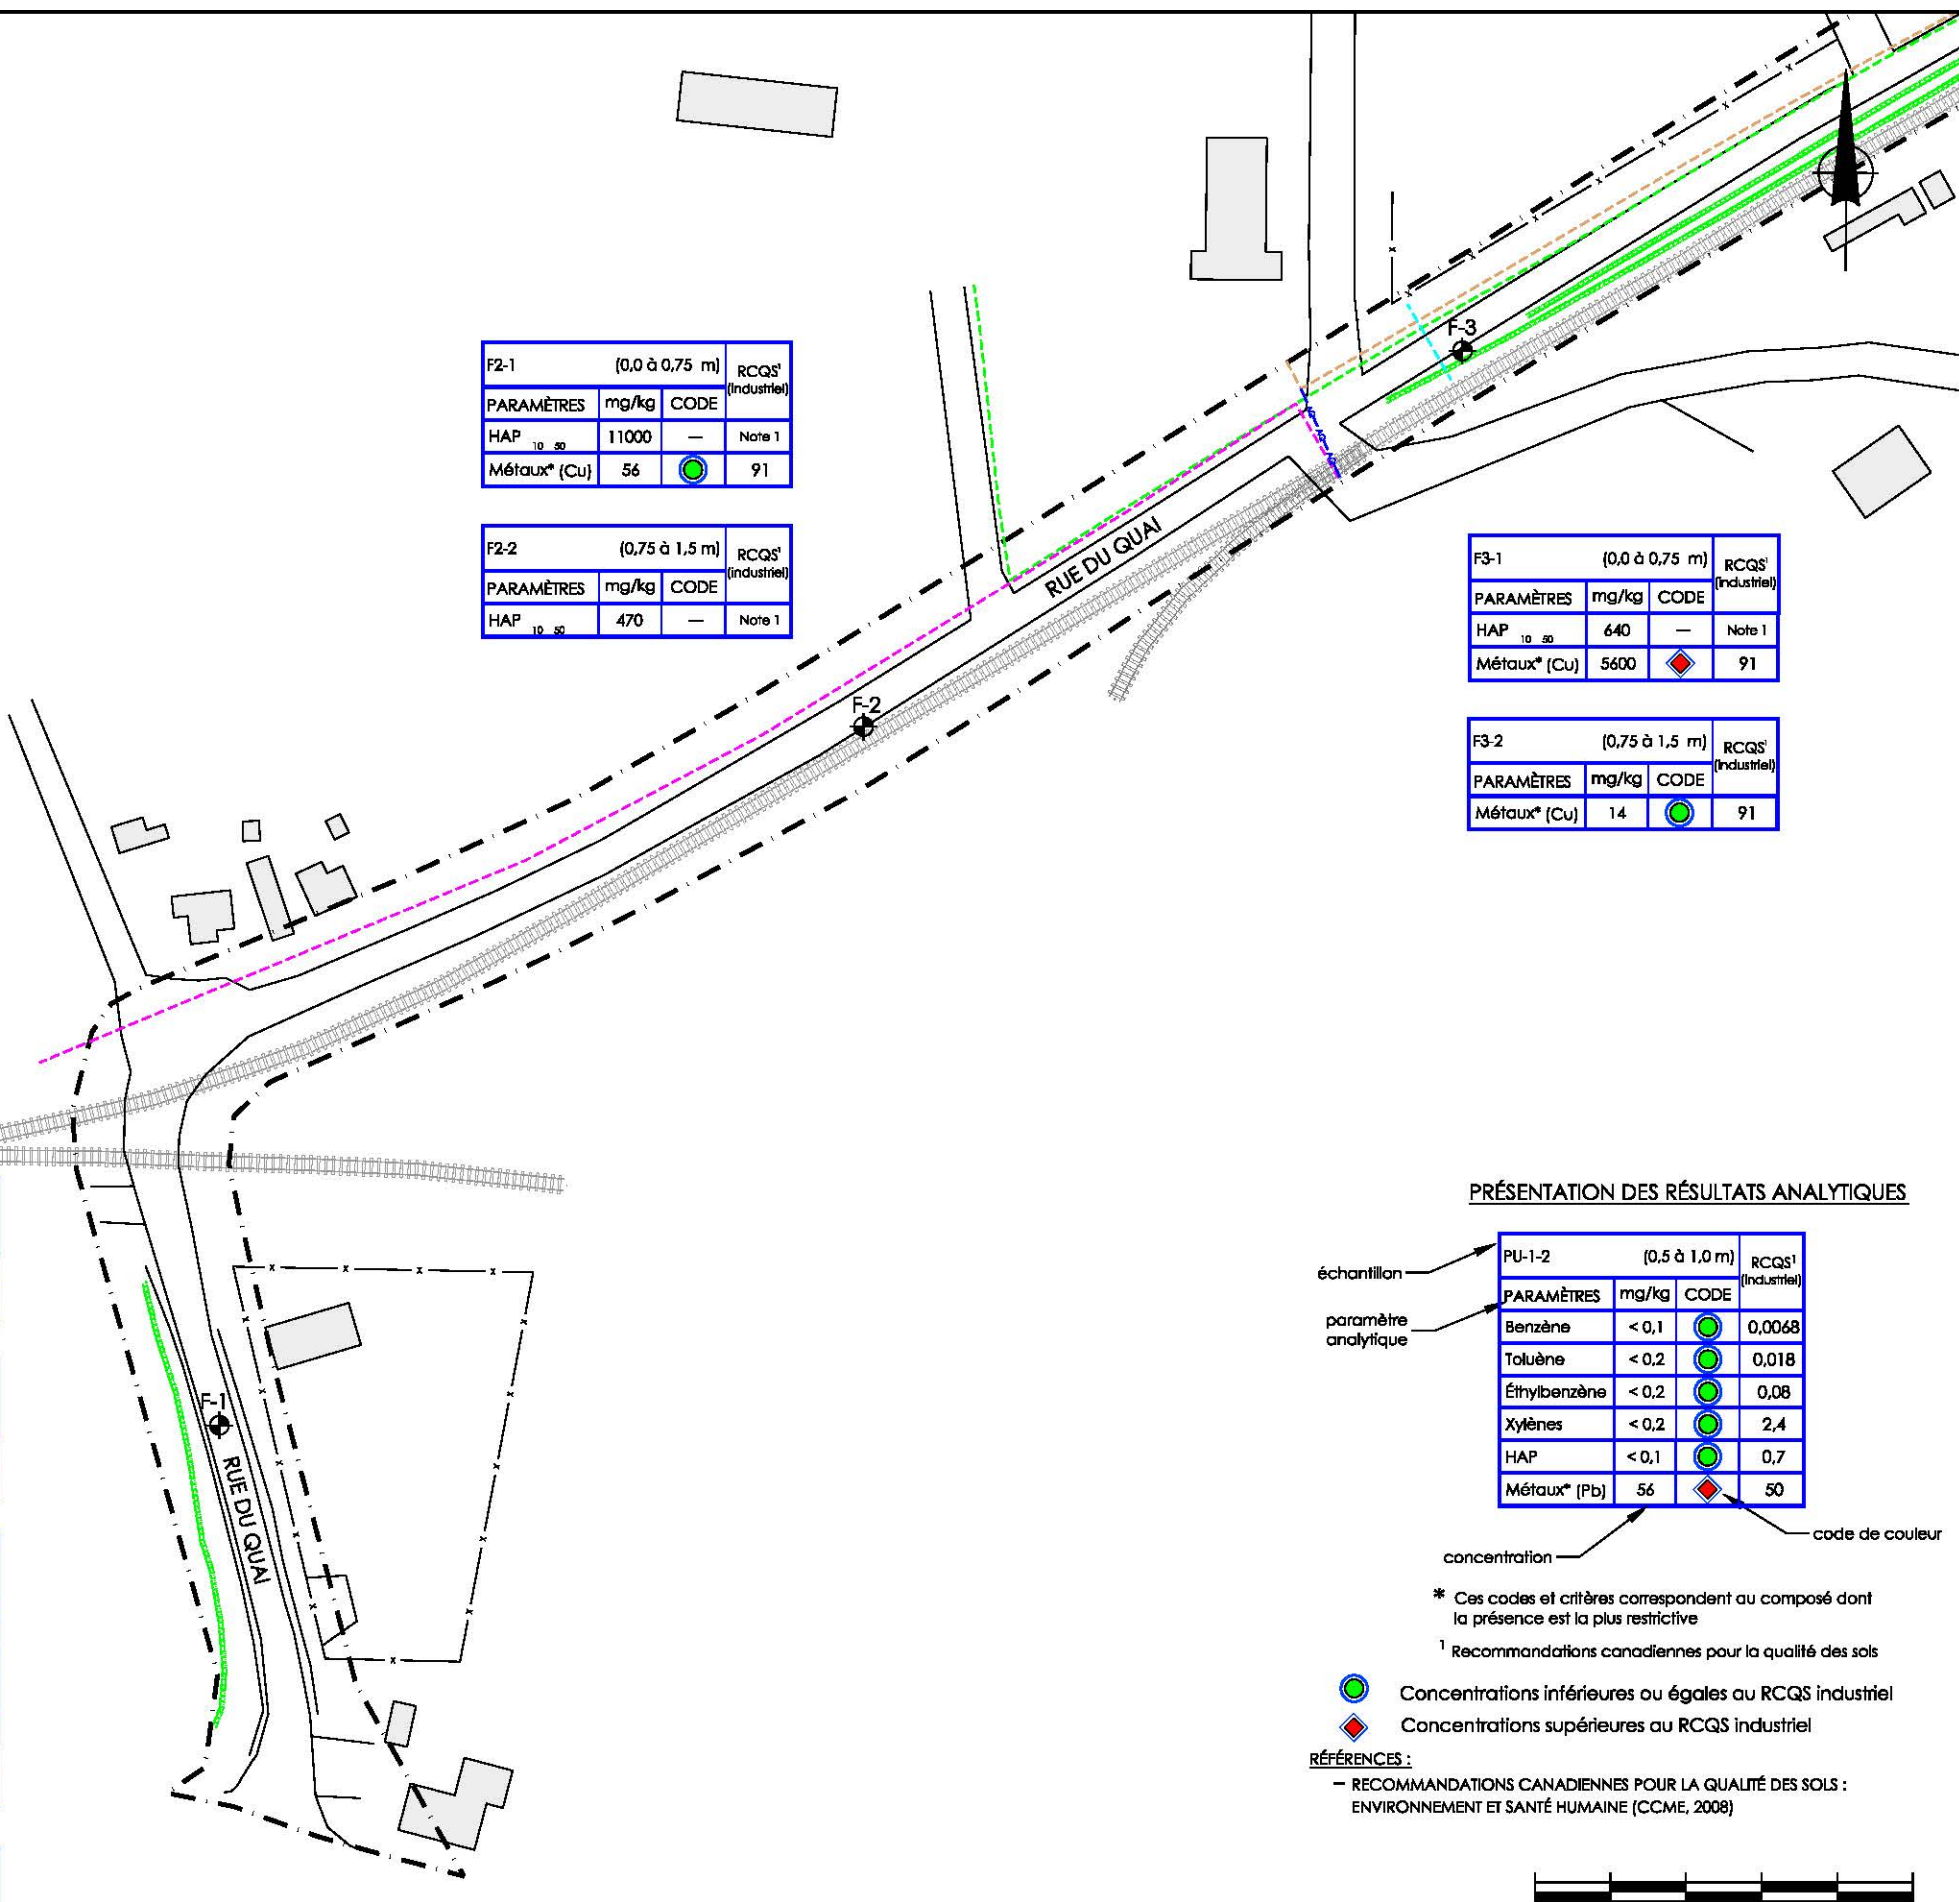 F-3
F2-1 (0,0 à 0,75 m) RCQS¹ (industriel)
PARAMÈTRES mg/kg CODE
HAP 10 50 11000 — Note 1
Métaux* (Cu) 56 91
F2-2 (0,75 à 1,5 m) RCQS¹ (industriel)
PARAMÈTRES mg/kg CODE
HAP 10 50 470 — Note 1
RUE DU QUAI
F3-1 (0,0 à 0,75 m) RCQS¹ (industriel)
PARAMÈTRES mg/kg CODE
HAP 10 50 640 — Note 1
Métaux* (Cu) 5600 91
F-2
F3-2 (0,75 à 1,5 m) RCQS¹ (industriel)
PARAMÈTRES mg/kg CODE
Métaux* (Cu) 14 91
PRÉSENTATION DES RÉSULTATS ANALYTIQUES
PU-1-2 (0,5 à 1,0 m) RCQS¹ (industriel)
échantillon
PARAMÈTRES mg/kg CODE
paramètre
analytique
Benzène < 0,1 0,0068
Toluène < 0,2 0,018
Éthylbenzène < 0,2 0,08
Xylènes < 0,2 2,4
HAP < 0,1 0,7
Métaux* (Pb) 56 50
code de couleur
concentration
F-1
RUE DU QUAI
* Ces codes et critères correspondent au composé dont
la présence est la plus restrictive
¹ Recommandations canadiennes pour la qualité des sols
Concentrations inférieures ou égales au RCQS industriel
Concentrations supérieures au RCQS industriel
RÉFÉRENCES :
— RECOMMANDATIONS CANADIENNES POUR LA QUALITÉ DES SOLS :
ENVIRONNEMENT ET SANTÉ HUMAINE (CCME, 2008)